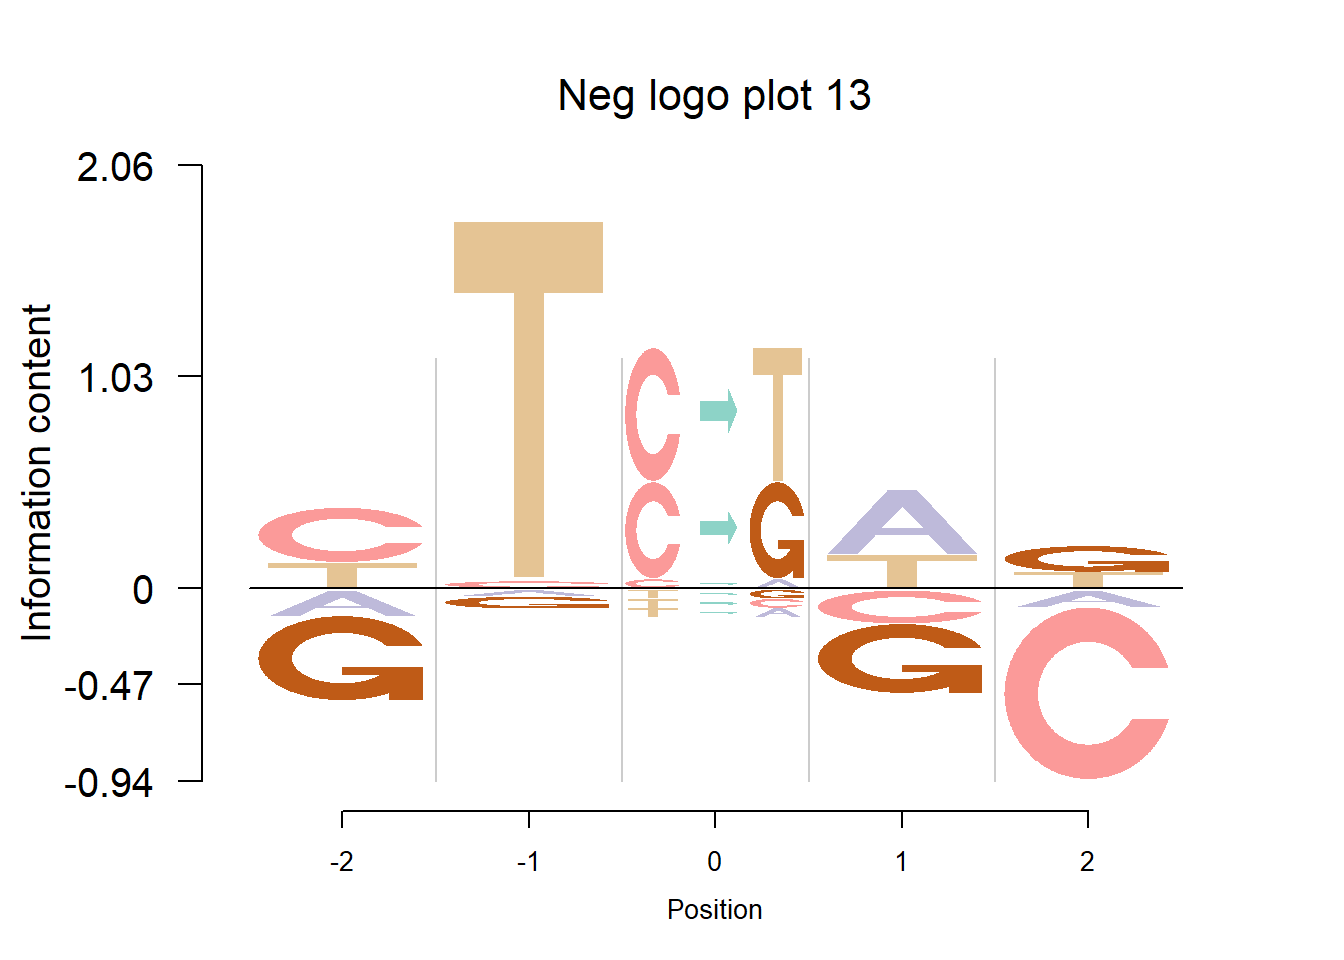 Neg logo plot 13
2.06
1.03
0
-0.47
-0.94
Information content
C
T
A
G
T
C
A
G
C T
C G
C A
T G
T C
T A
A
T
C
G
G
T
A
C
-2 -1 0 1 2
Position